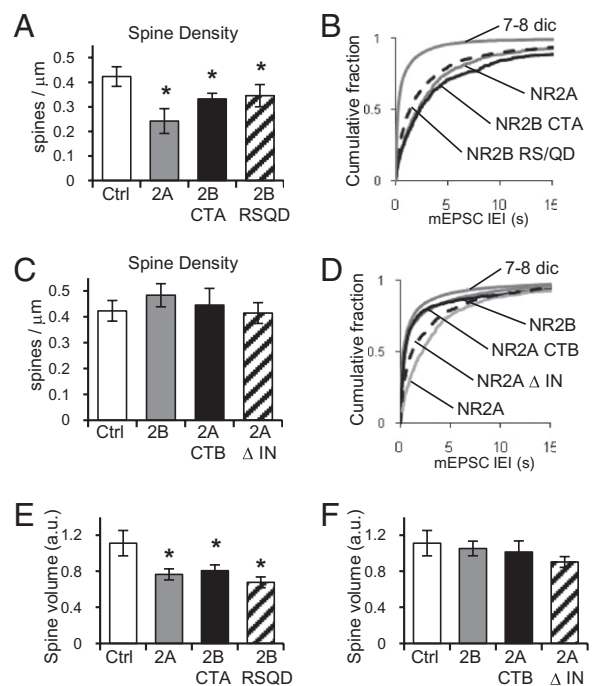 A
Spine Density
spines / μm
0.5
0.4
0.3
0.2
0.1
0
*
*
*
Ctrl 2A 2B 2B
CTA RSQD
B
Cumulative fraction
1
0.5
0
7-8 dic
NR2A
NR2B CTA
NR2B RS/QD
0 5 10 15
mEPSC IEI (s)
C
Spine Density
spines / μm
0.5
0.4
0.3
0.2
0.1
0
Ctrl 2B 2A 2A
CTB Δ IN
D
Cumulative fraction
1
0.5
0
7-8 dic
NR2B
NR2A CTB
NR2A Δ IN
NR2A
0 5 10 15
mEPSC IEI (s)
E
Spine volume (a.u.)
1.2
0.8
0.4
0
*
*
*
Ctrl 2A 2B 2B
CTA RSQD
F
Spine volume (a.u.)
1.2
0.8
0.4
0
Ctrl 2B 2A 2A
CTB Δ IN